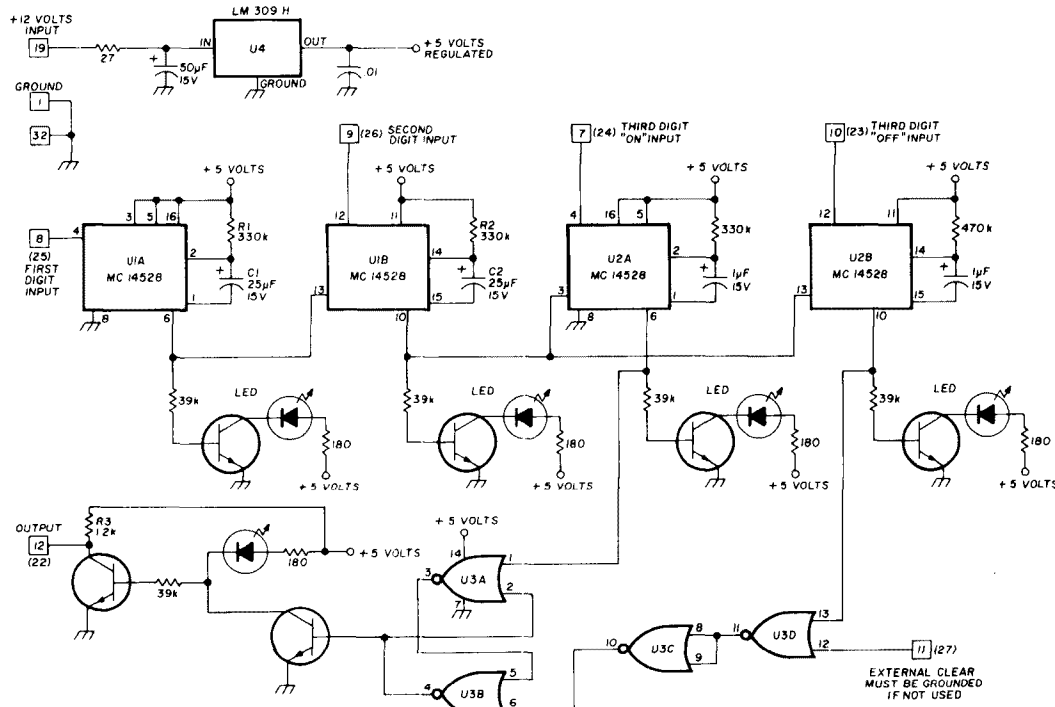 LM 309 H
+12 VOLTS
INPUT
19
27
50µF
15V
+
IN
U4
OUT
GROUND
.01
+5 VOLTS
REGULATED
GROUND
1
32
9 (26) SECOND
DIGIT INPUT
7 (24) THIRD DIGIT
"ON" INPUT
10 (23) THIRD DIGIT
"OFF" INPUT
+ 5 VOLTS
3 5 16
4
8
(25)
FIRST
DIGIT
INPUT
U1A
MC 14528
2
1
8
6
R1
330k
+
C1
25µF
15V
+ 5 VOLTS
12
11
U1B
MC 14528
14
15
13
10
R2
330k
+
C2
25µF
15V
+ 5 VOLTS
4
16 5
U2A
MC 14528
2
1
3
8
6
330k
+
1µF
15V
+5 VOLTS
12
11
U2B
MC 14528
14
15
13
10
470k
+
1µF
15V
39k
LED
180
+5 VOLTS
39k
LED
180
+5 VOLTS
39k
LED
180
+5 VOLTS
39k
LED
180
+ 5 VOLTS
OUTPUT
12
(22)
R3
1.2k
39k
180
+ 5 VOLTS
+ 5 VOLTS
14
3
U3A
1
2
7
4
U3B
5
6
10
U3C
8
9
11
U3D
13
12
11 (27)
EXTERNAL CLEAR
MUST BE GROUNDED
IF NOT USED